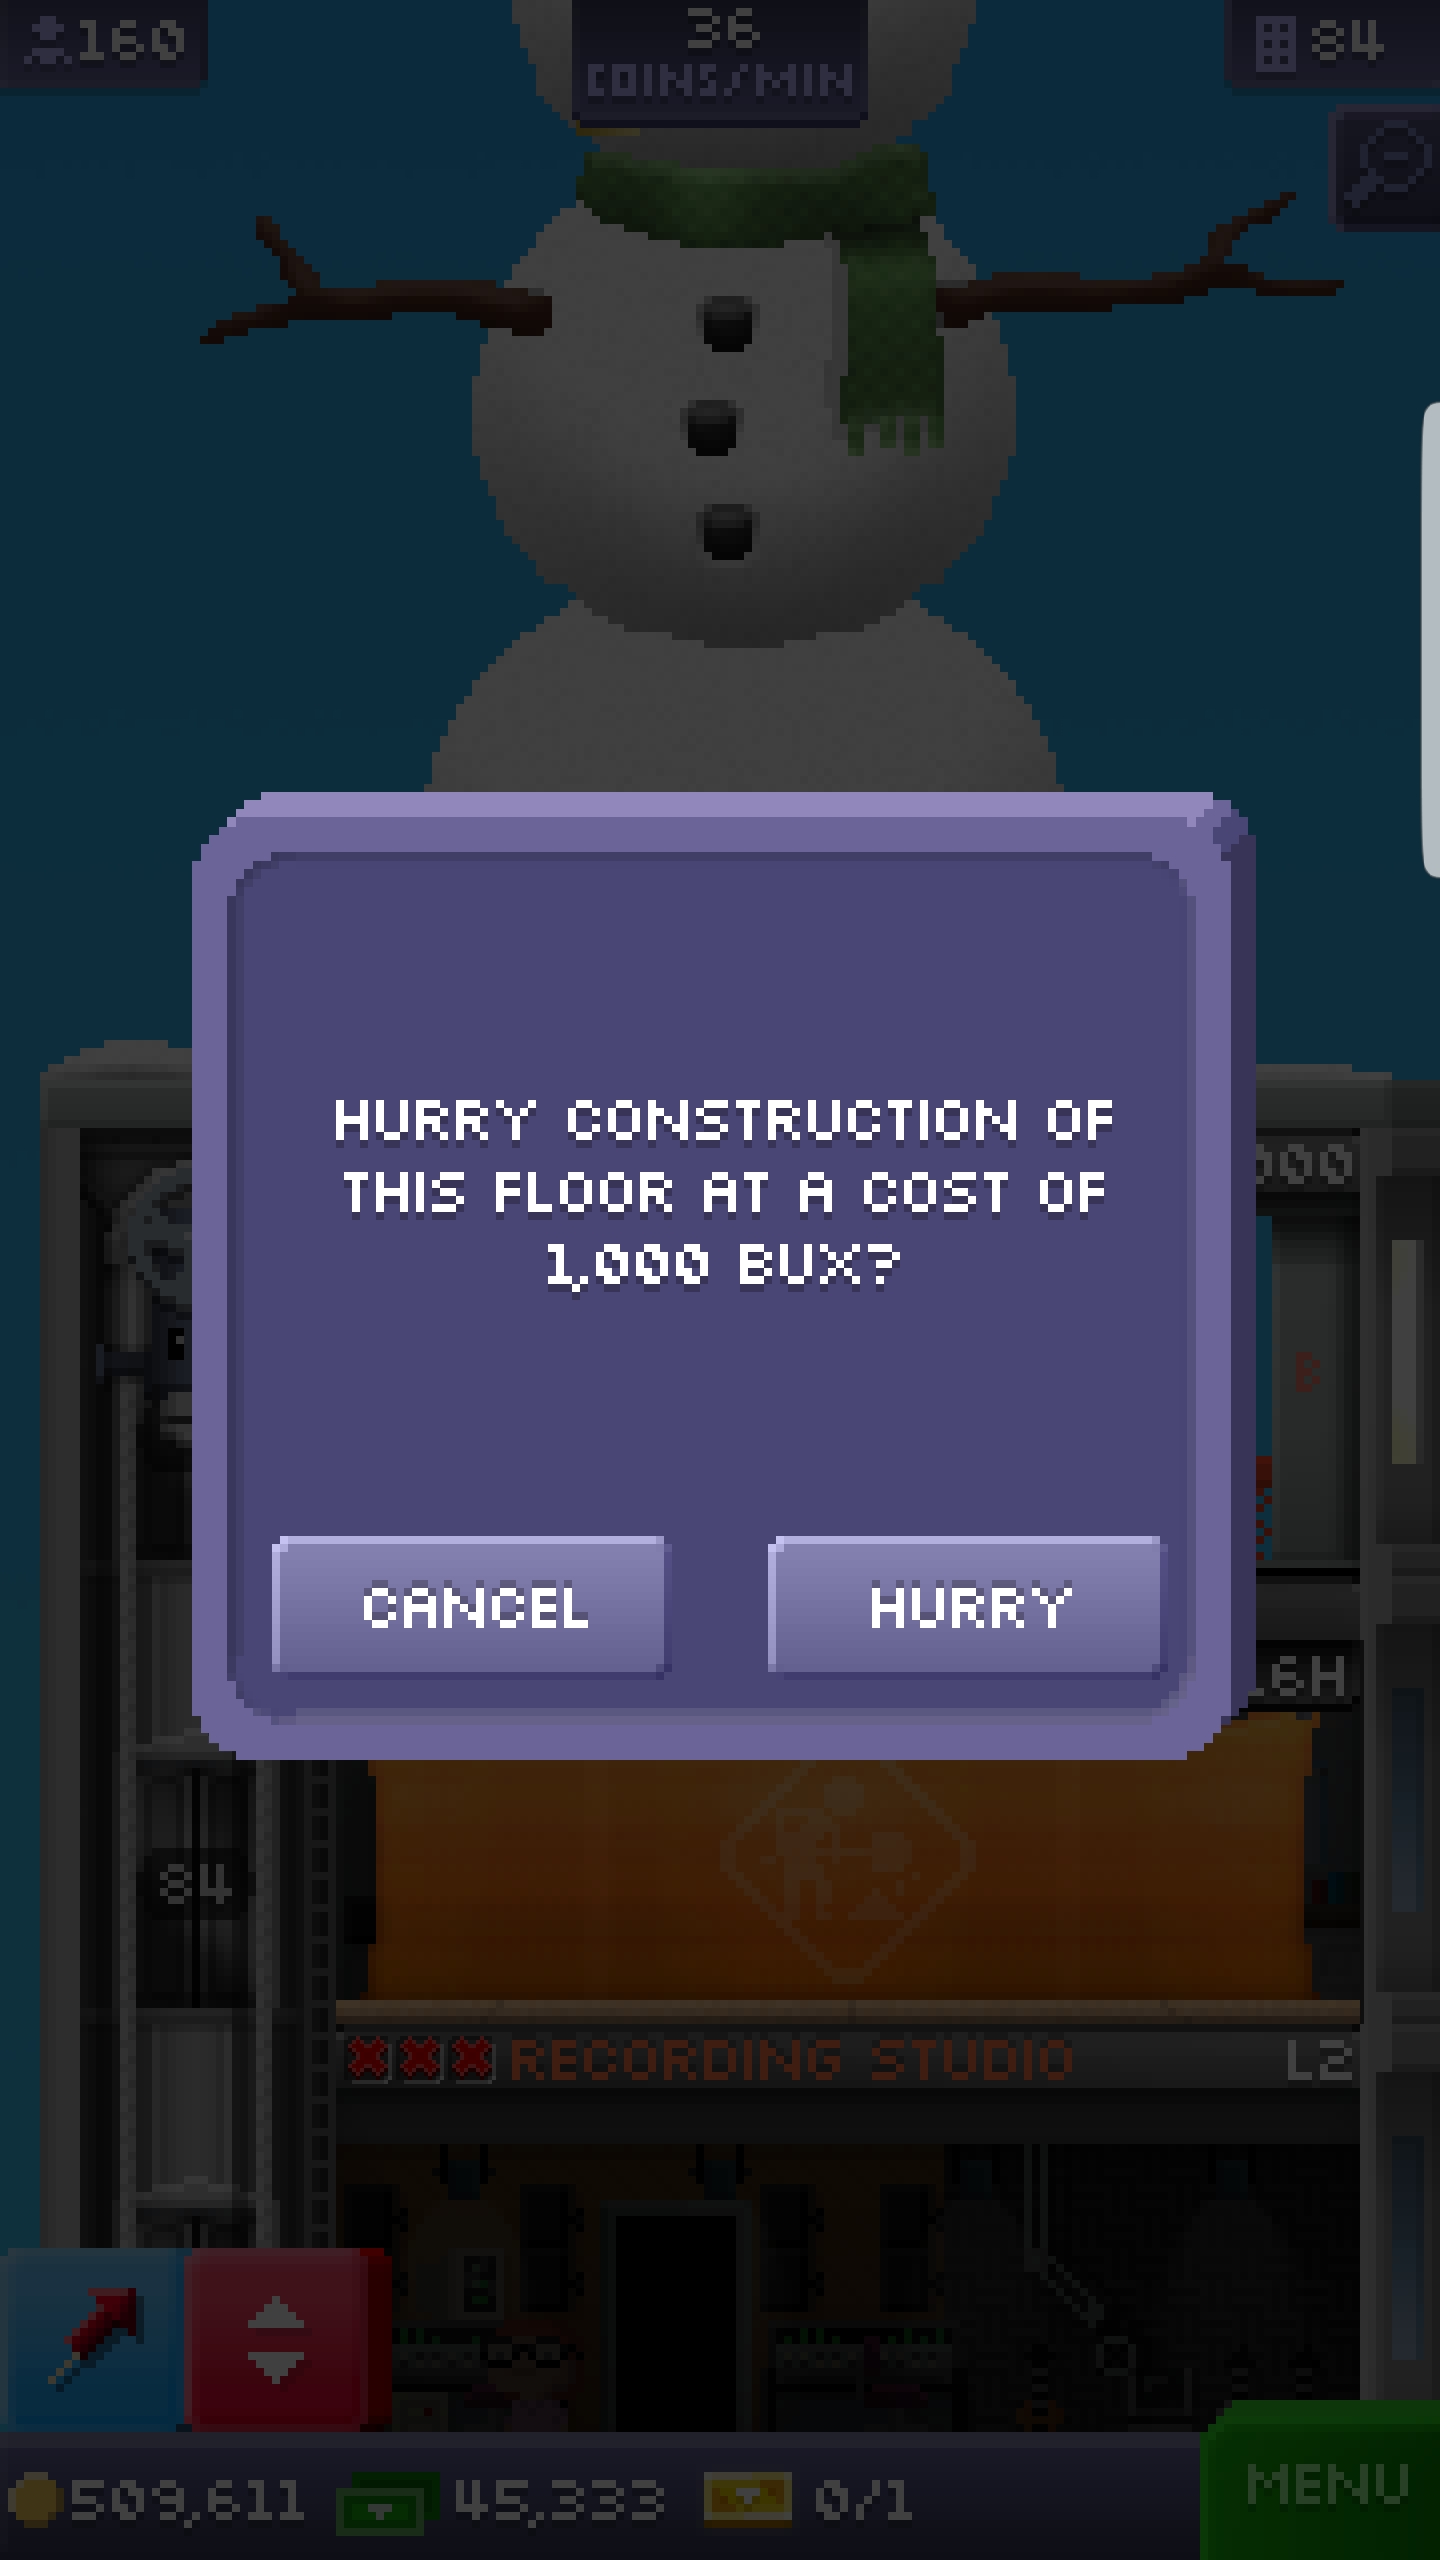 160
36
84
COINS/MIN
HURRY CONSTRUCTION OF
THIS FLOOR AT A COST OF
1,000 BUX?
000
B
CANCEL
HURRY
16H
84
RECORDING STUDIO
L2
509,611
45,333
0/1
MENU